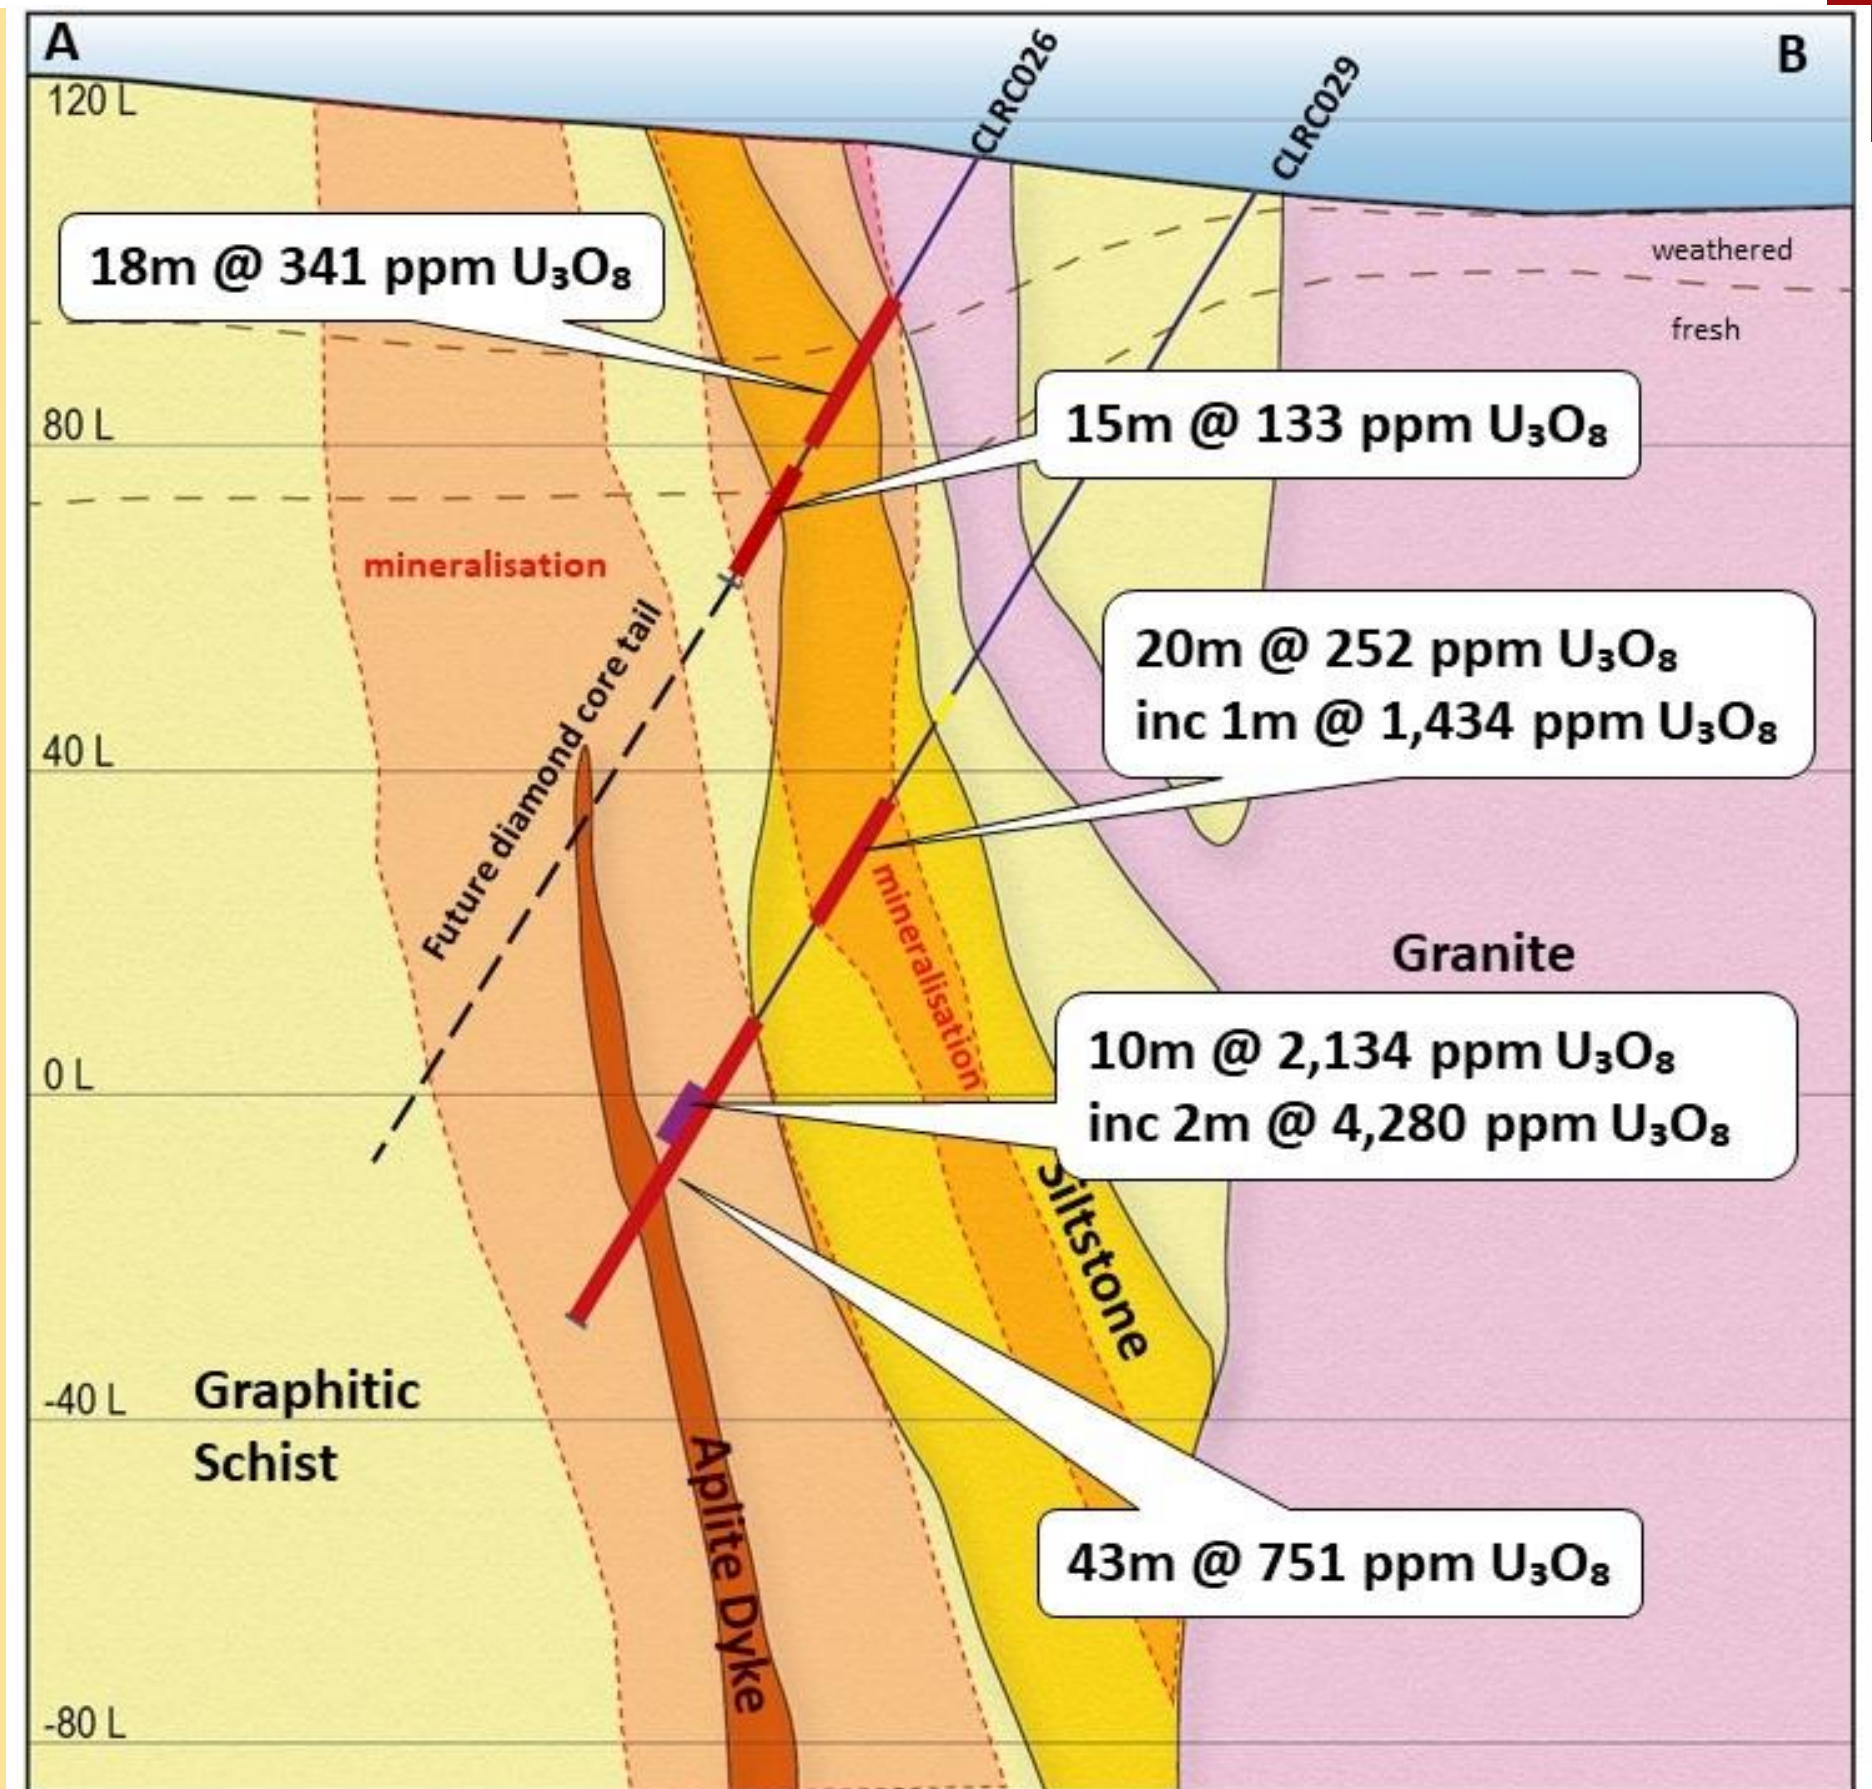 A
B
CLRC026
CLRC029
120 L
weathered
18m @ 341 ppm U₃O₈
fresh
80 L
15m @ 133 ppm U₃O₈
mineralisation
20m @ 252 ppm U₃O₈
inc 1m @ 1,434 ppm U₃O₈
40 L
Future diamond core tail
mineralisation
Granite
0 L
10m @ 2,134 ppm U₃O₈
inc 2m @ 4,280 ppm U₃O₈
Siltstone
Graphitic
Schist
-40 L
Aplite Dyke
43m @ 751 ppm U₃O₈
-80 L